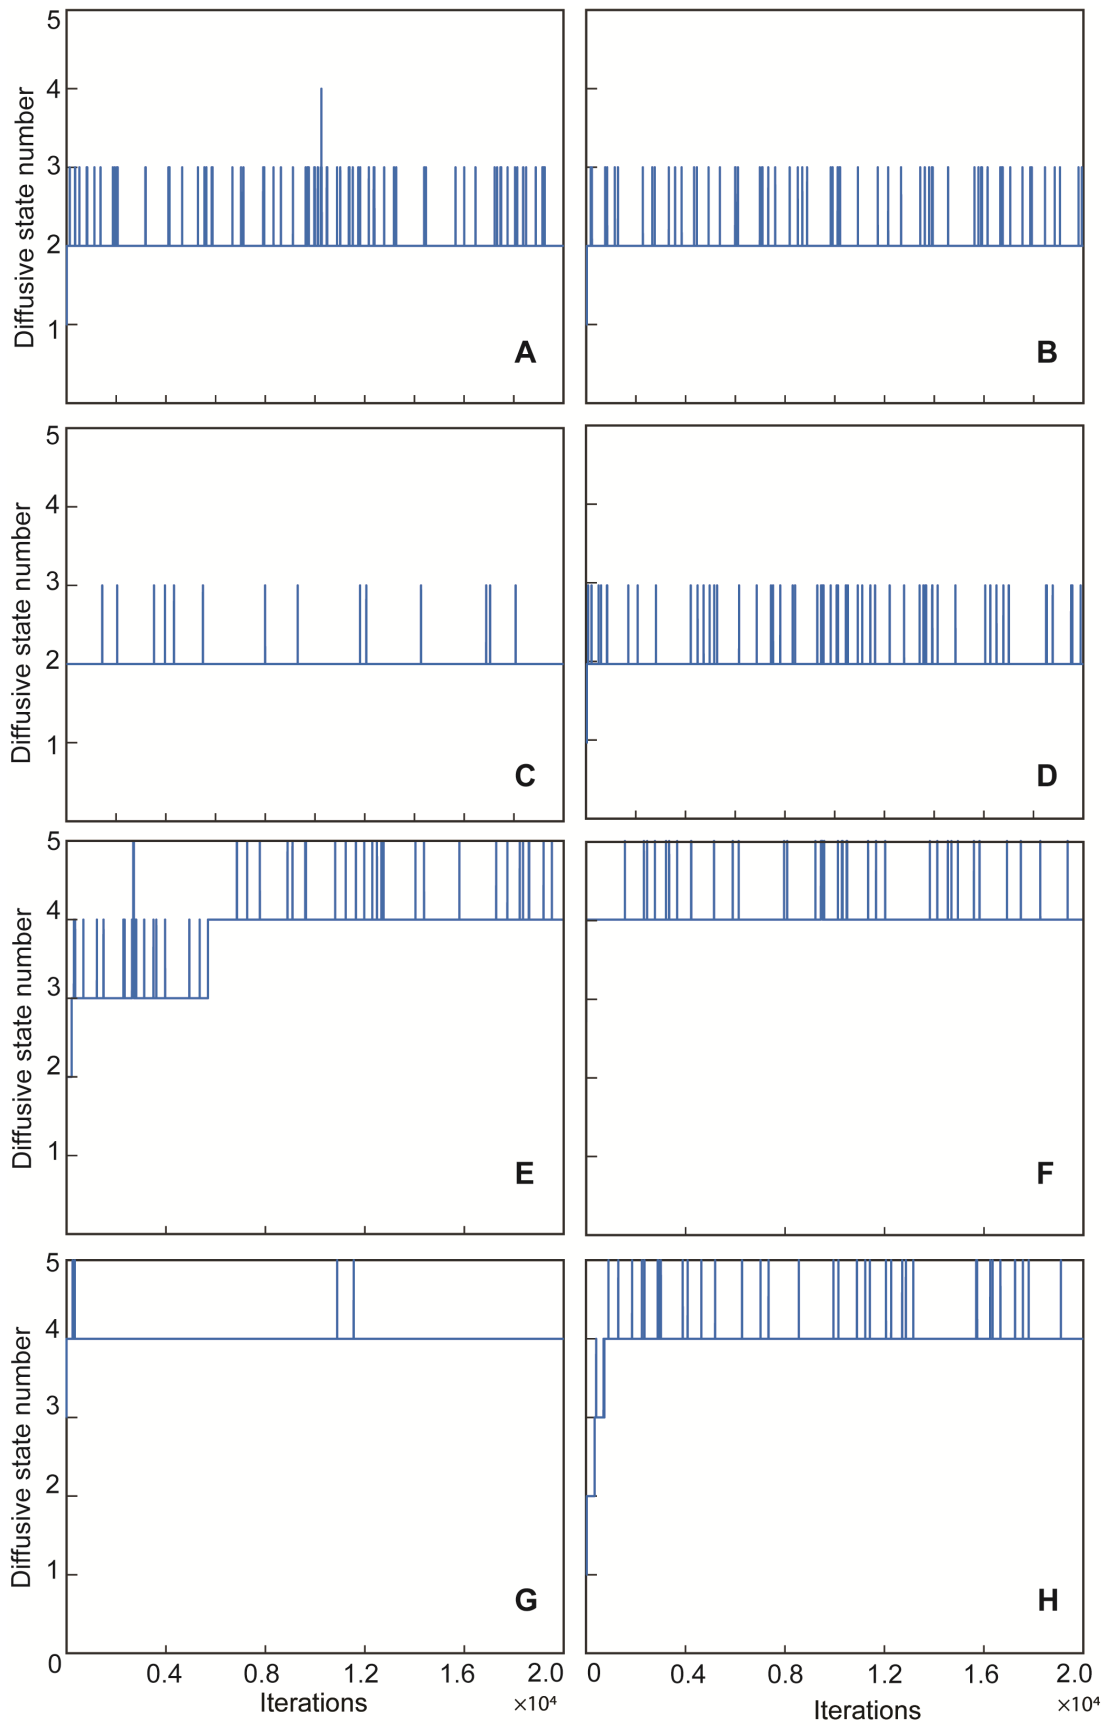 5
4
3
2
1
Diffusive state number
A
B
5
4
3
2
1
Diffusive state number
C
D
5
4
3
2
1
Diffusive state number
E
F
5
4
3
2
1
0
Diffusive state number
G
H
0.4 0.8 1.2 1.6 2.0
Iterations
×10⁴
0 0.4 0.8 1.2 1.6 2.0
Iterations
×10⁴